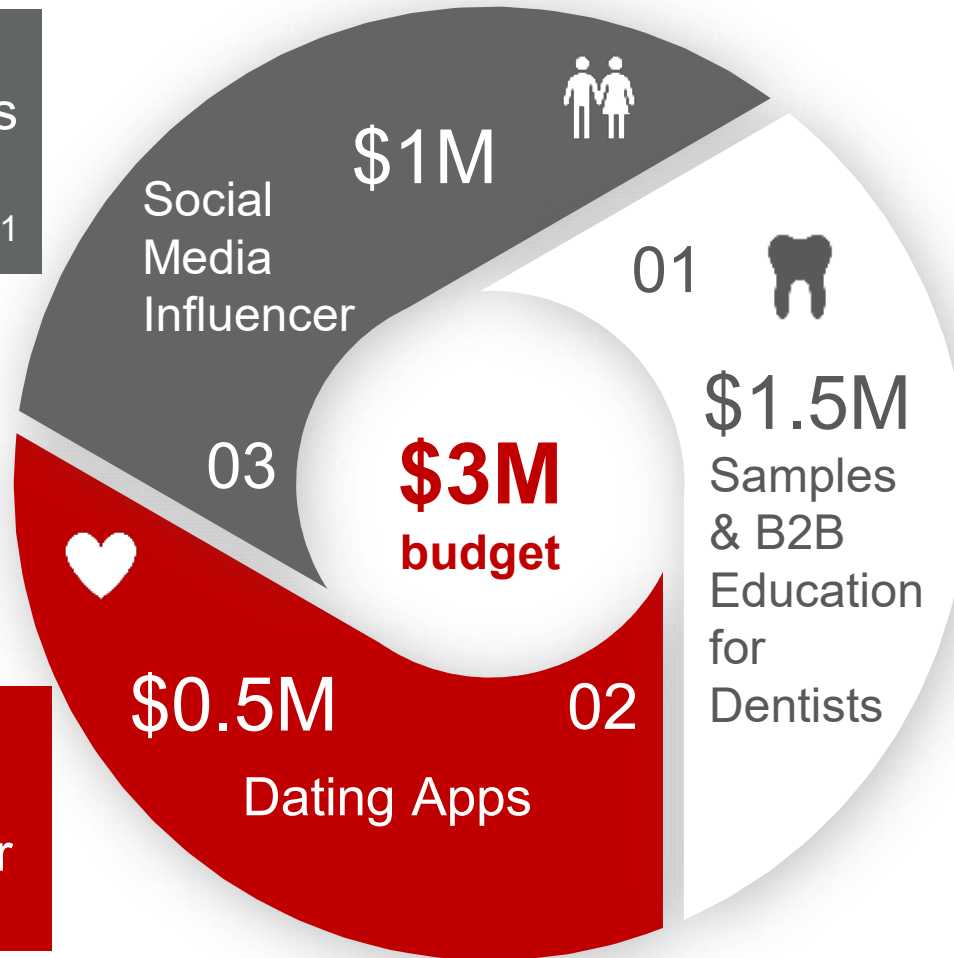 s
1
$1M
Social
Media
Influencer
03
01
$1.5M
Samples
& B2B
Education
for
Dentists
$3M
budget
$0.5M
02
Dating Apps
r